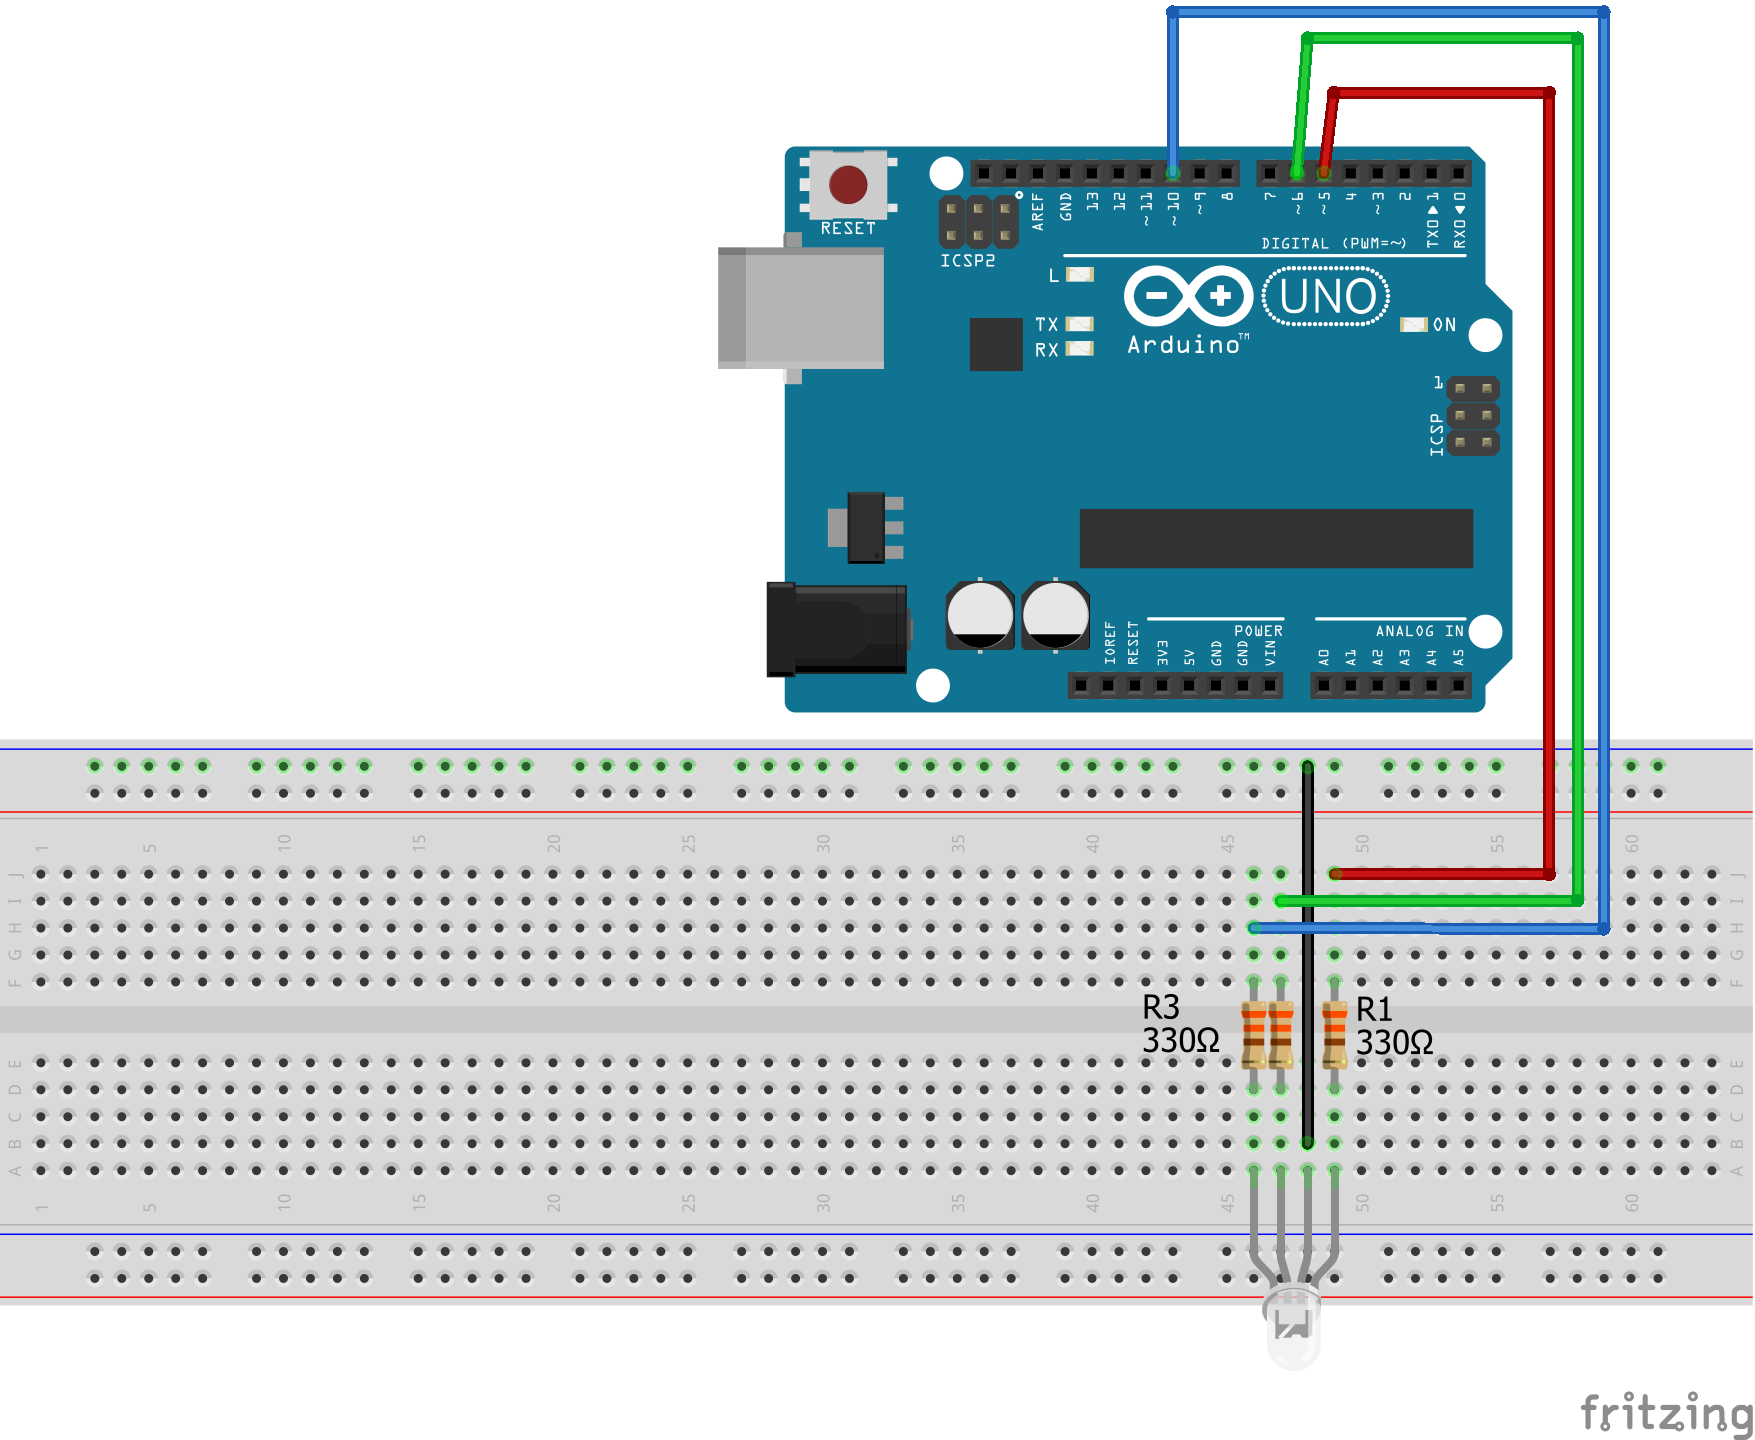 RESET
ICSP2
AREF
GND
13
12
~11
~10
~9
8
7
~6
~5
4
~3
2
TX0▶1
RX0◀0
DIGITAL (PWM=~)
L
TX
RX
UNO
Arduino™
ON
1
ICSP
POWER
ANALOG IN
IOREF
RESET
3V3
5V
GND
GND
VIN
A0
A1
A2
A3
A4
A5
1 5 10 15 20 25 30 35 40 45 50 55 60
J J
I I
H H
G G
F F
R3
330Ω
R1
330Ω
E E
D D
C C
B B
A A
1 5 10 15 20 25 30 35 40 45 50 55 60
fritzing